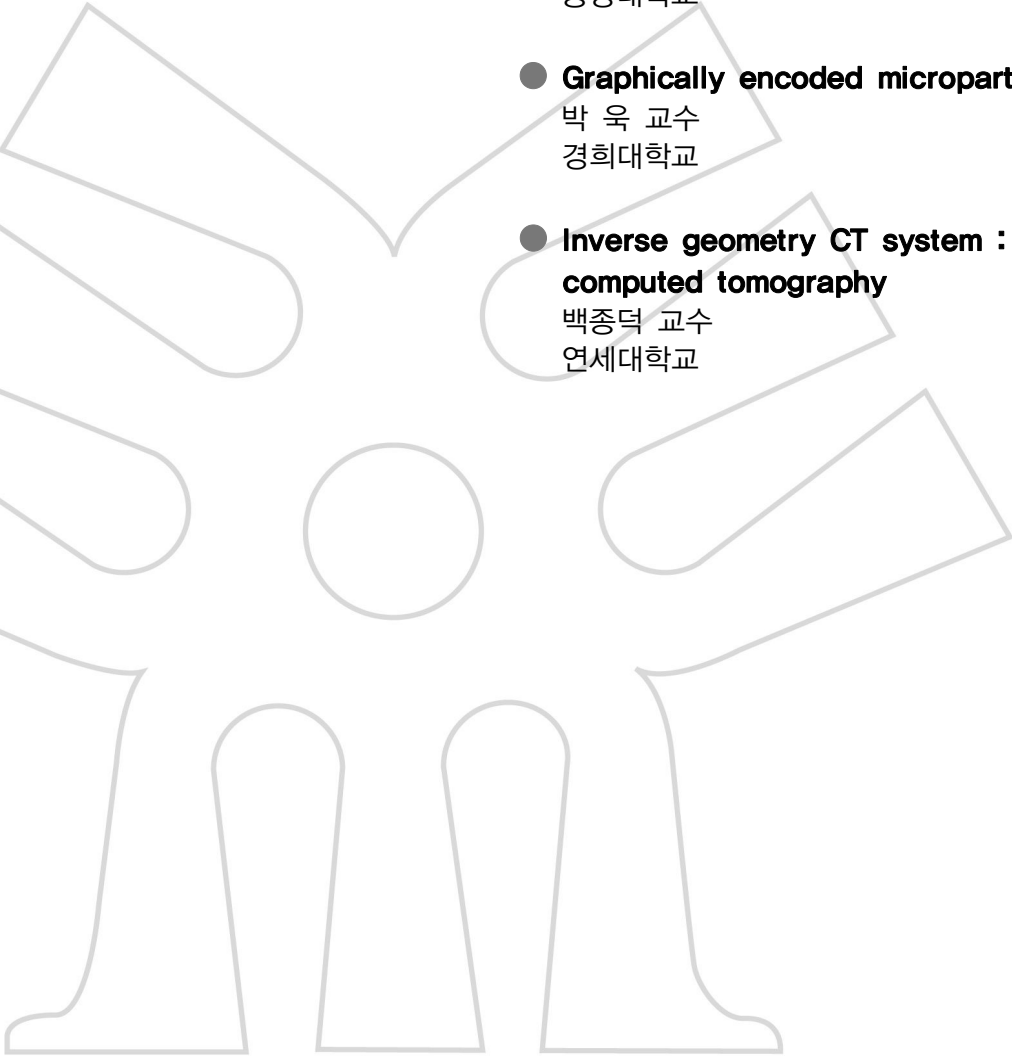 ● Graphically encoded micropart
박 욱 교수
경희대학교
● Inverse geometry CT system :
computed tomography
백종덕 교수
연세대학교